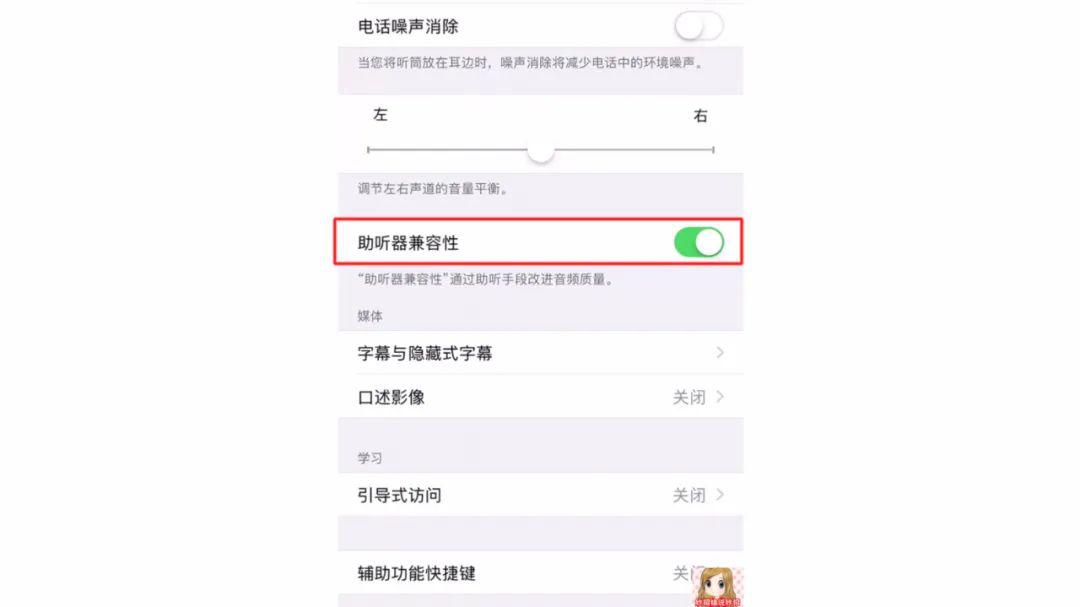 电话噪声消除
当您将听筒放在耳边时，噪声消除将减少电话中的环境噪声。
左 右
调节左右声道的音量平衡。
助听器兼容性
“助听器兼容性”通过助听手段改进音频质量。
媒体
字幕与隐藏式字幕
口述影像 关闭
学习
引导式访问 关闭
辅助功能快捷键 关